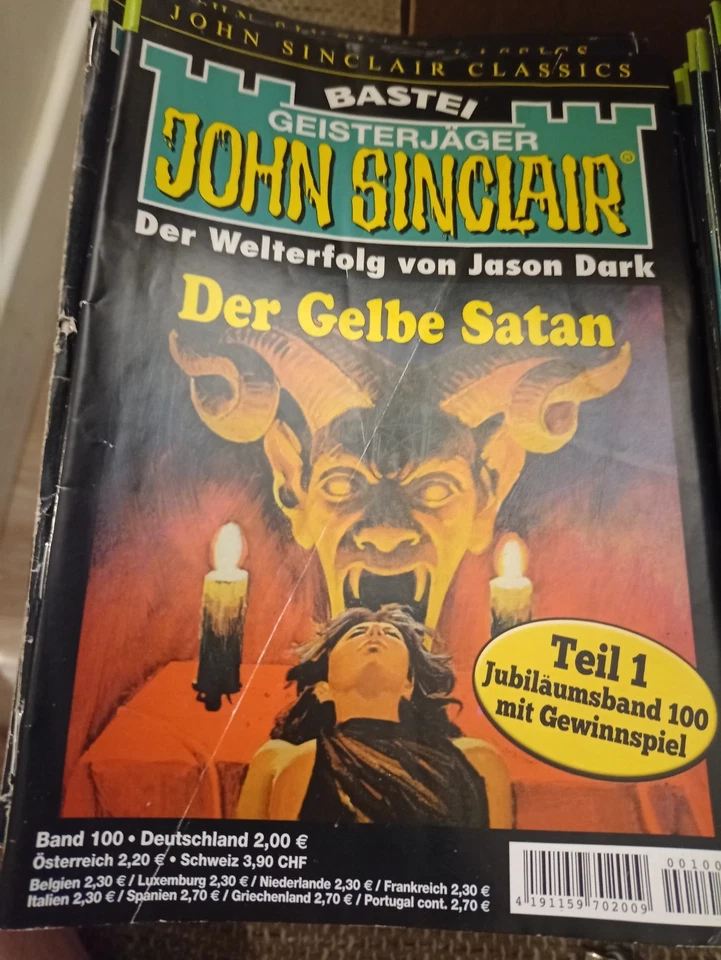 JOHN SINCLAIR CLASSICS
BASTEI
GEISTERJÄGER
JOHN SINCLAIR®
Der Welterfolg von Jason Dark
Der Gelbe Satan
Teil 1
Jubiläumsband 100
mit Gewinnspiel
Band 100 • Deutschland 2,00 €
Österreich 2,20 € • Schweiz 3,90 CHF
Belgien 2,30 € / Luxemburg 2,30 € / Niederlande 2,30 € / Frankreich 2,30 €
Italien 2,30 € / Spanien 2,70 € / Griechenland 2,70 € / Portugal cont. 2,70 €
00100
4 191159 702009